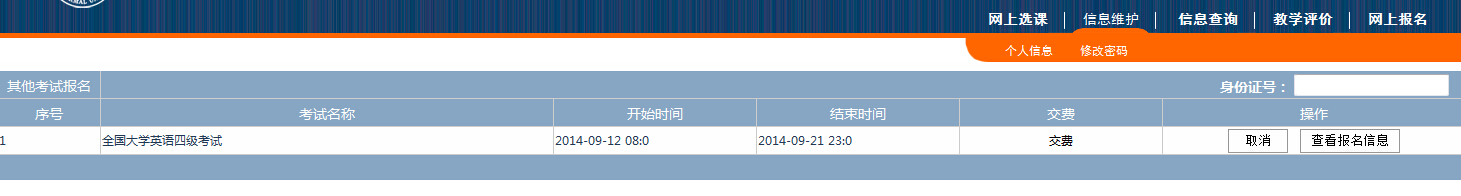 网上选课 信息维护 信息查询 教学评价 网上报名
个人信息 修改密码
其他考试报名 身份证号：
序号 考试名称 开始时间 结束时间 交费 操作
1 全国大学英语四级考试 2014-09-12 08:0 2014-09-21 23:0 交费 取消 查看报名信息